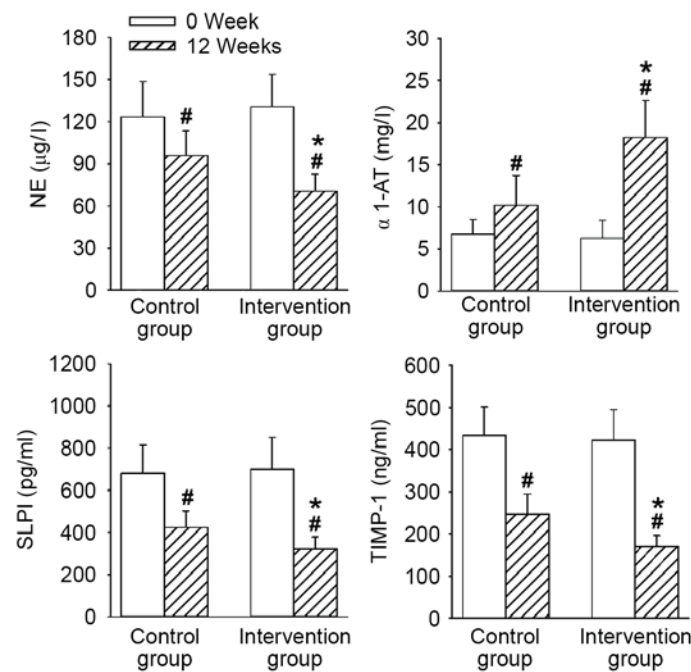 0 Week
12 Weeks
180
150
120
90
60
30
0
NE (µg/l)
#
*
#
Control
group
Intervention
group
30
25
20
15
10
5
0
α 1-AT (mg/l)
#
*
#
Control
group
Intervention
group
1200
1000
800
600
400
200
0
SLPI (pg/ml)
#
*
#
Control
group
Intervention
group
600
500
400
300
200
100
0
TIMP-1 (ng/ml)
#
*
#
Control
group
Intervention
group